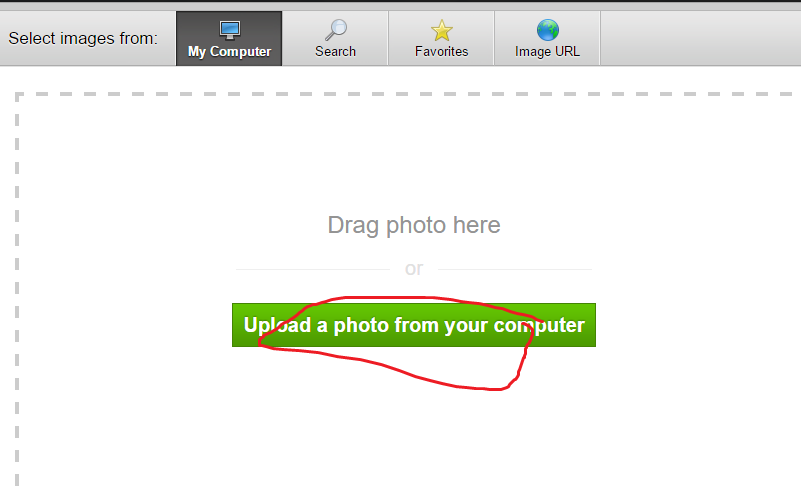 Select images from:
My Computer
Search
Favorites
Image URL
Drag photo here
or
Upload a photo from your computer